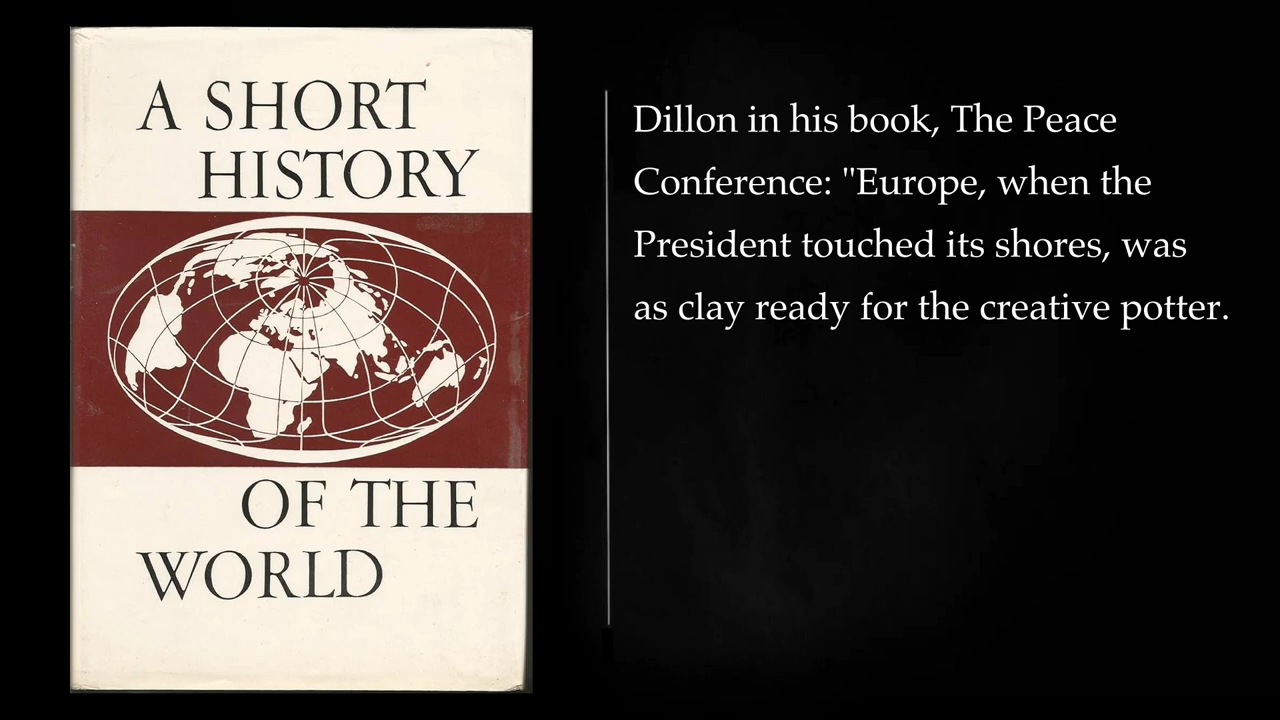 A SHORT
HISTORY
OF THE
WORLD
Dillon in his book, The Peace
Conference: "Europe, when the
President touched its shores, was
as clay ready for the creative potter.